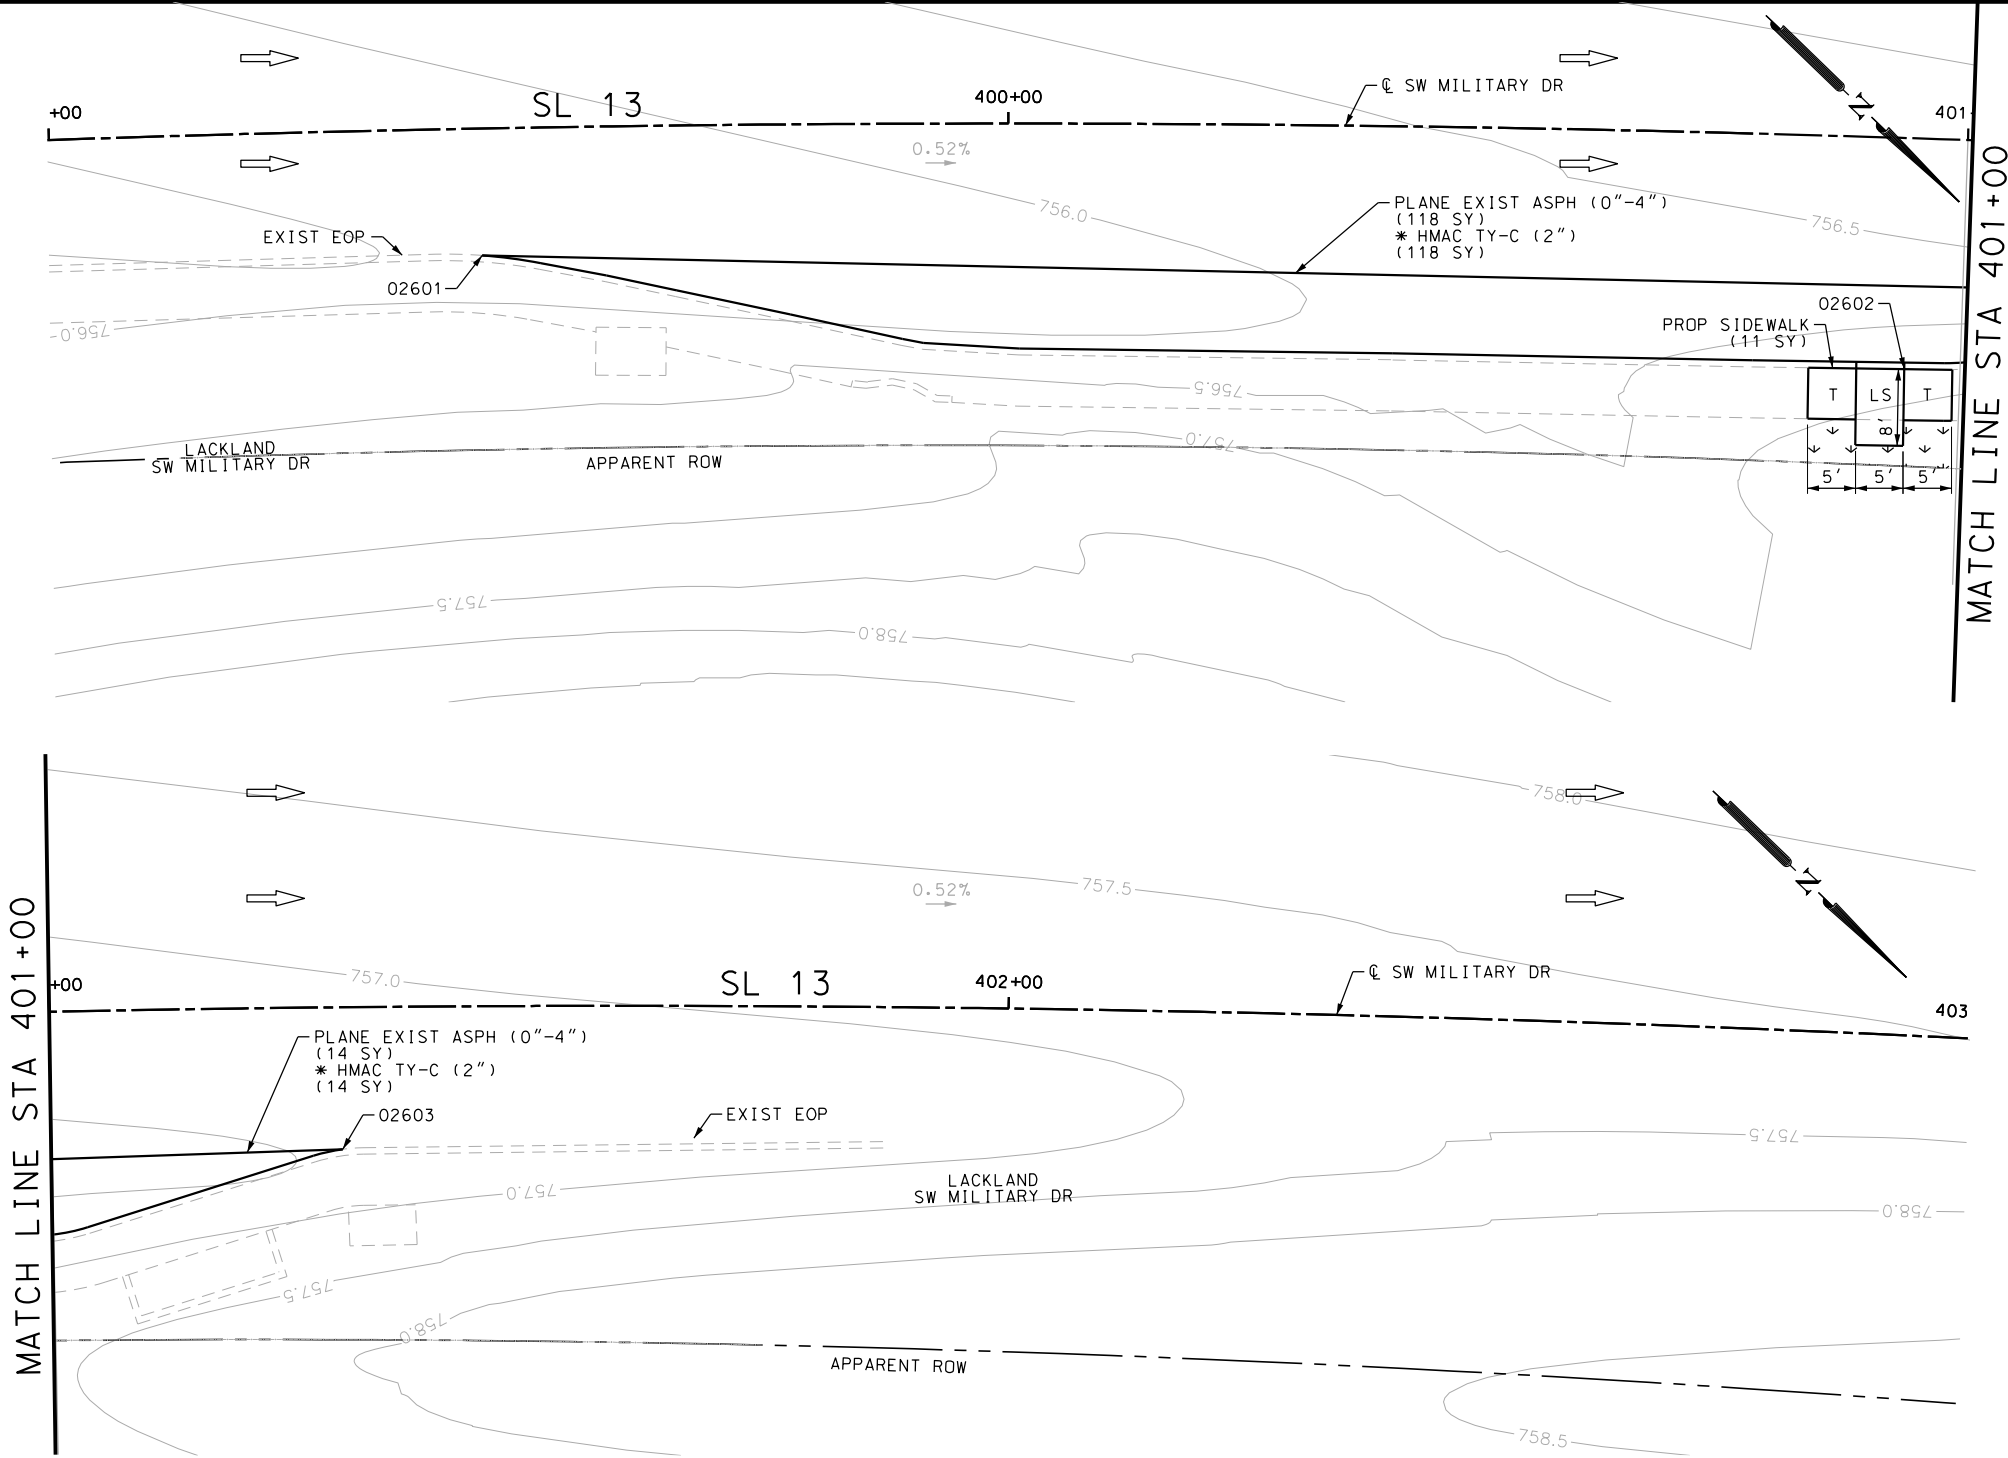 +00
SL 13
400+00
℄ SW MILITARY DR
401
N
0.52%
756.0
PLANE EXIST ASPH (0"-4")
(118 SY)
* HMAC TY-C (2")
(118 SY)
756.5
EXIST EOP
02601
02602
PROP SIDEWALK
(11 SY)
756.0
756.5
T
LS
T
8'
757.0
LACKLAND
SW MILITARY DR
APPARENT ROW
5'
5'
5'
757.5
758.0
MATCH LINE STA 401+00
758.0
N
0.52%
757.5
MATCH LINE STA 401+00
+00
757.0
SL 13
402+00
℄ SW MILITARY DR
403
PLANE EXIST ASPH (0"-4")
(14 SY)
* HMAC TY-C (2")
(14 SY)
02603
EXIST EOP
757.5
757.0
LACKLAND
SW MILITARY DR
758.0
757.5
758.0
APPARENT ROW
758.5